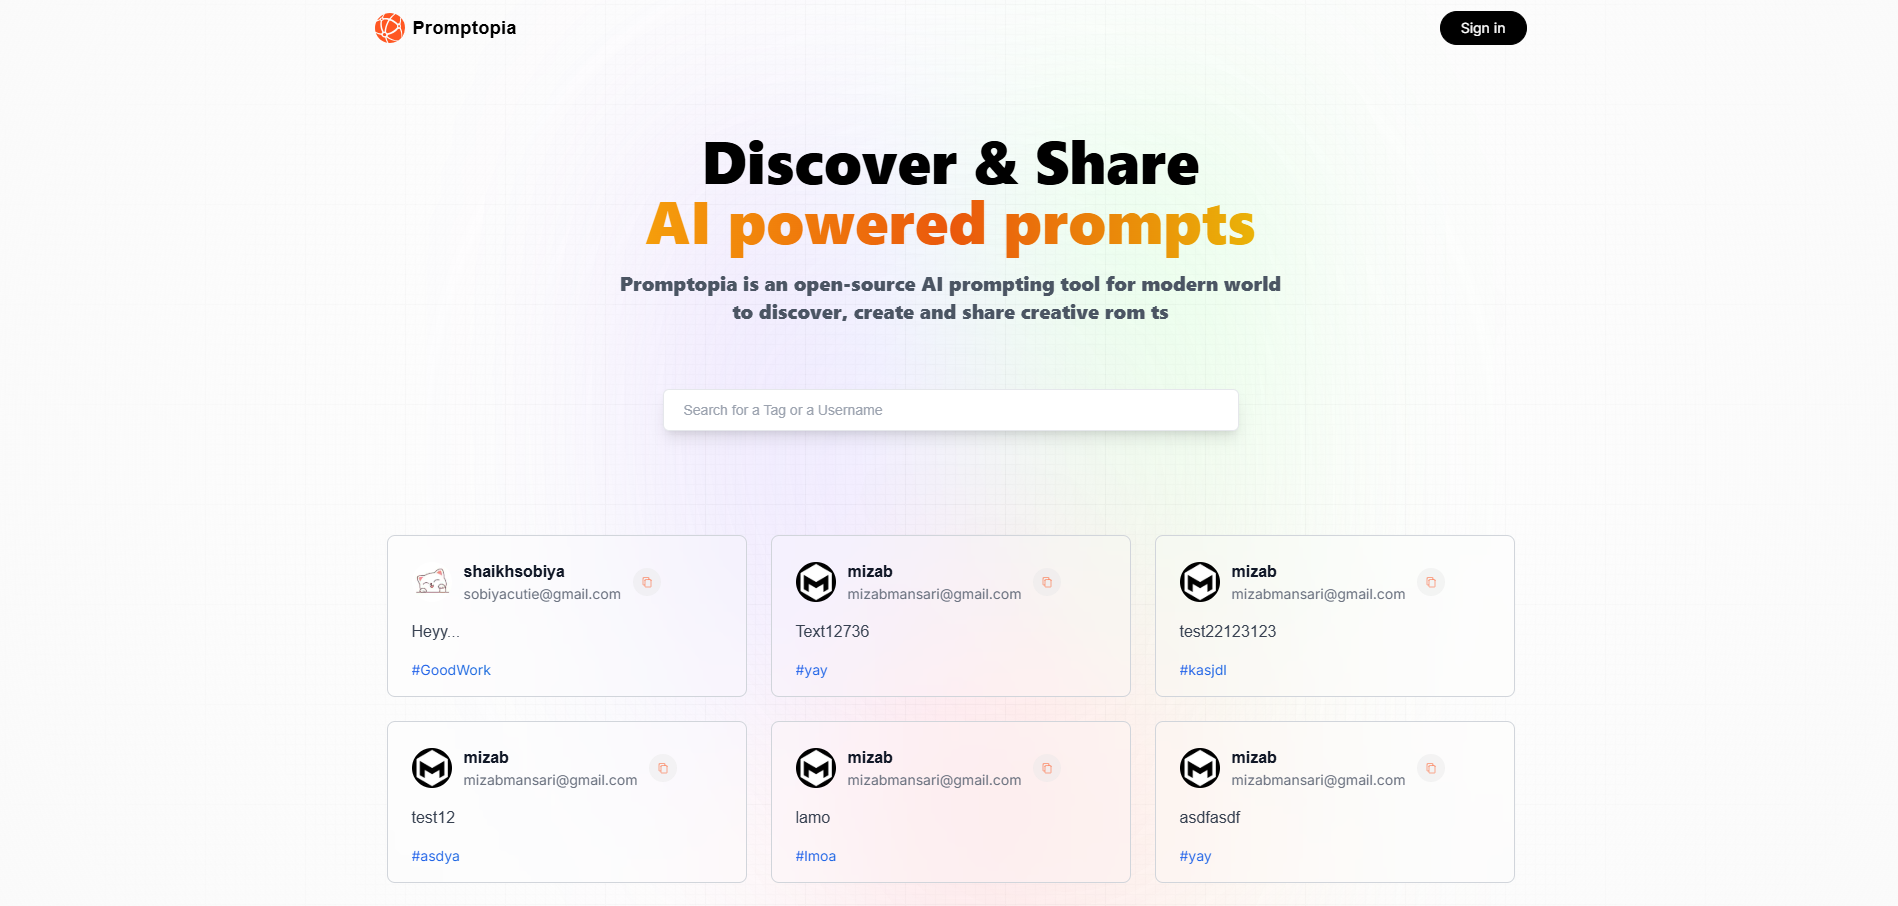 Promptopia
Sign in
Discover & Share
AI powered prompts
Promptopia is an open-source AI prompting tool for modern world
to discover, create and share creative rom ts
Search for a Tag or a Username
shaikhsobiya
sobiyacutie@gmail.com
Heyy...
#GoodWork
mizab
mizabmansari@gmail.com
Text12736
#yay
mizab
mizabmansari@gmail.com
test22123123
#kasjdl
mizab
mizabmansari@gmail.com
test12
#asdya
mizab
mizabmansari@gmail.com
lamo
#lmoa
mizab
mizabmansari@gmail.com
asdfasdf
#yay